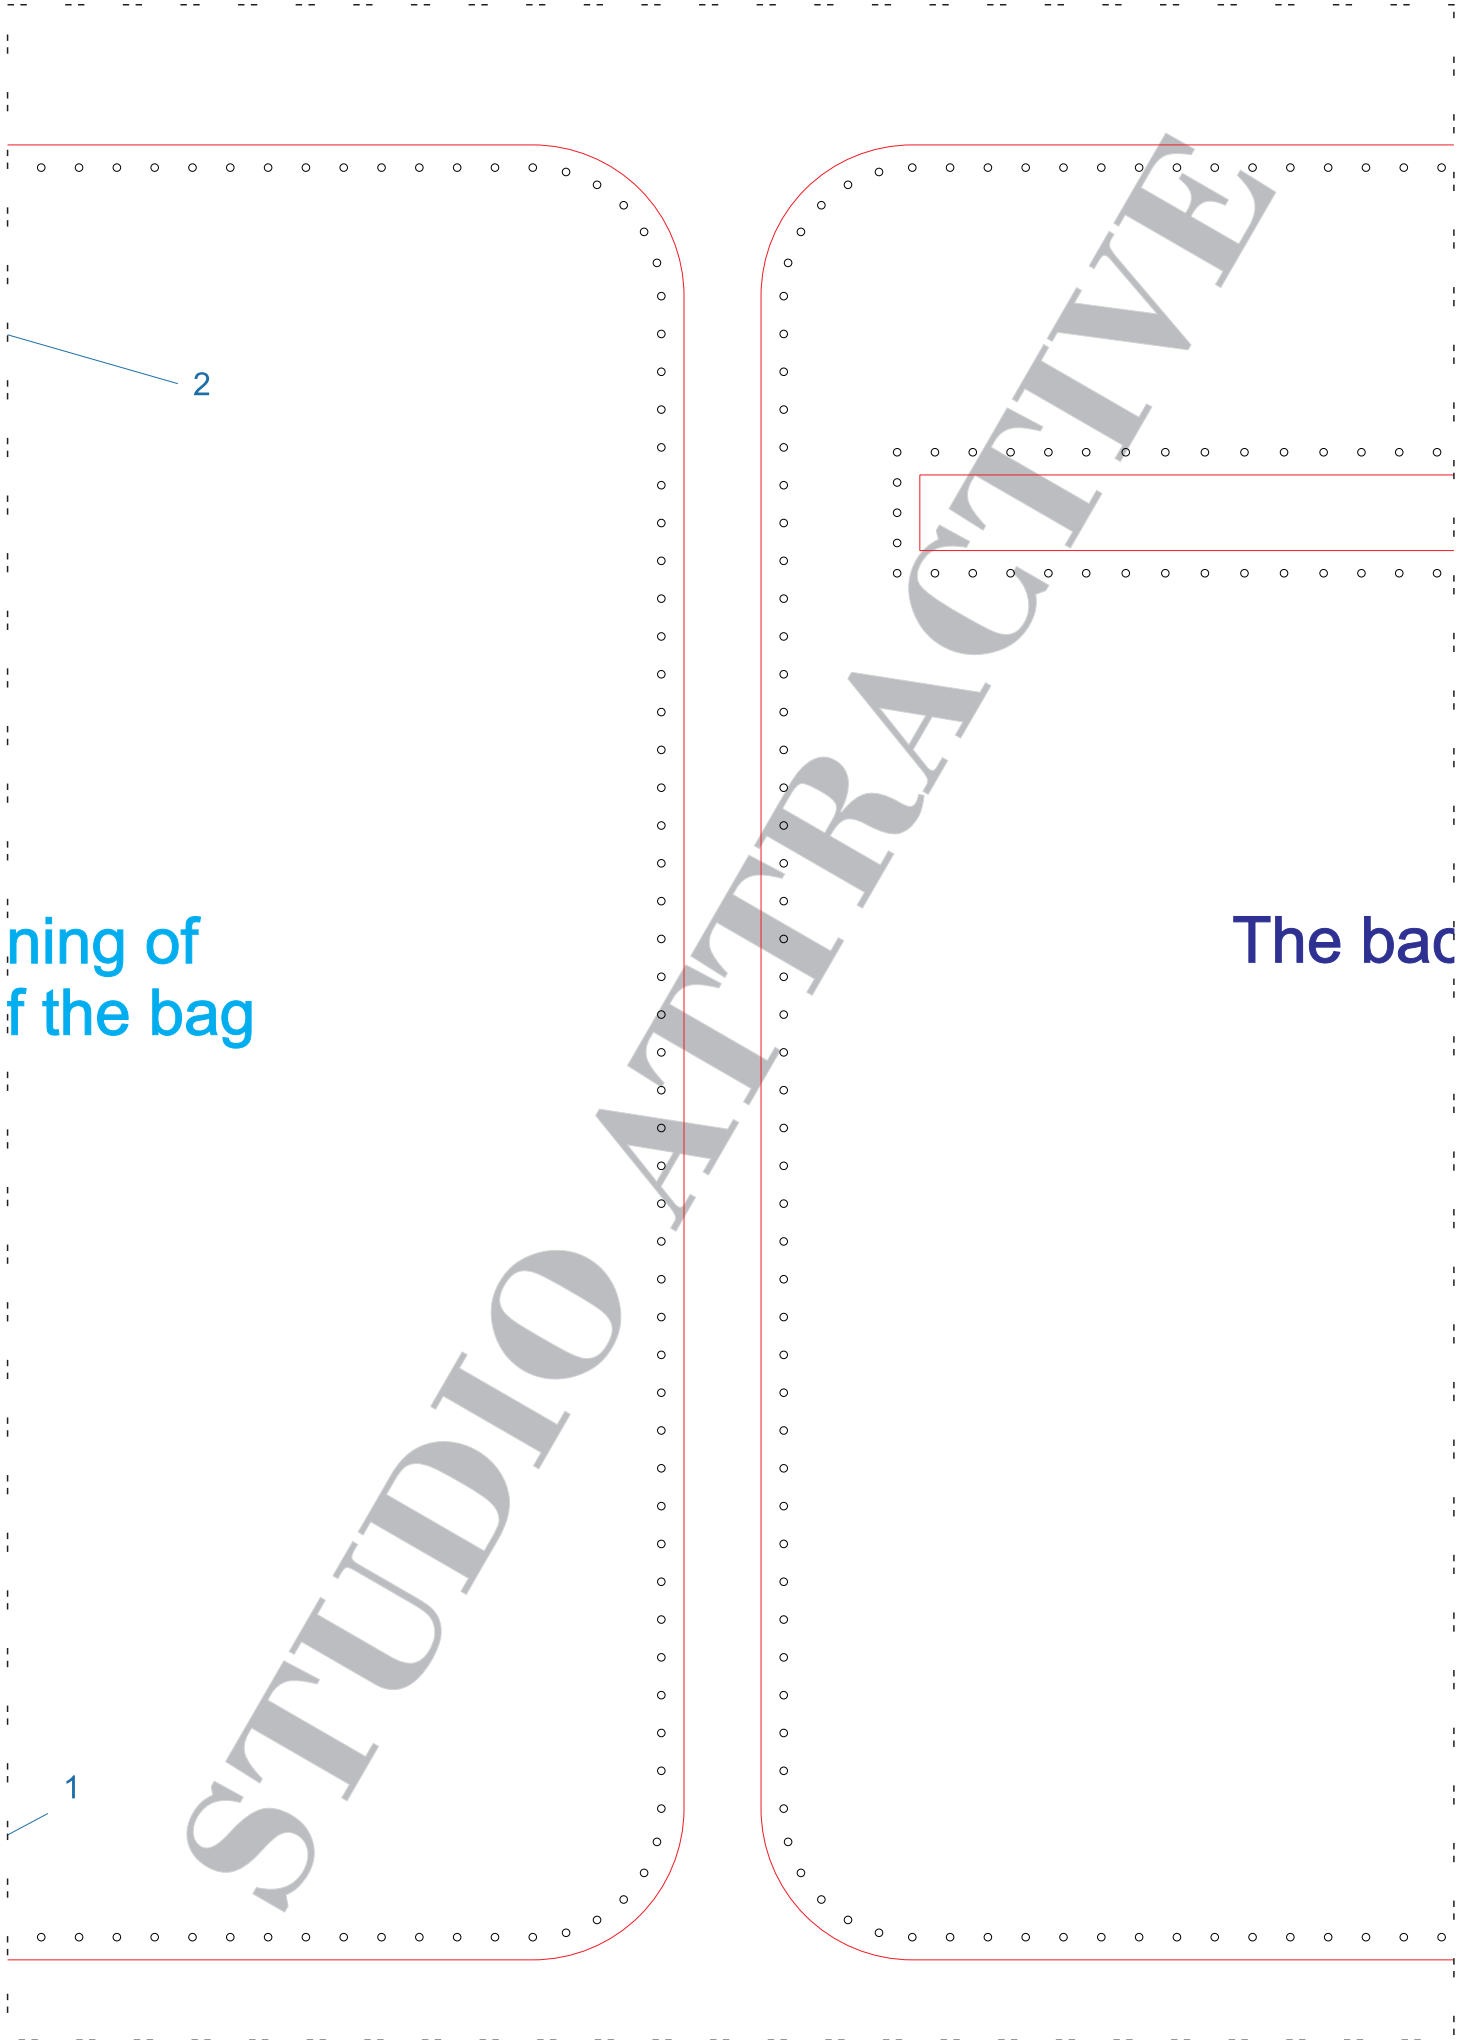 2
ning of
f the bag
The bac
STUDIO ATTRACTIVE
1